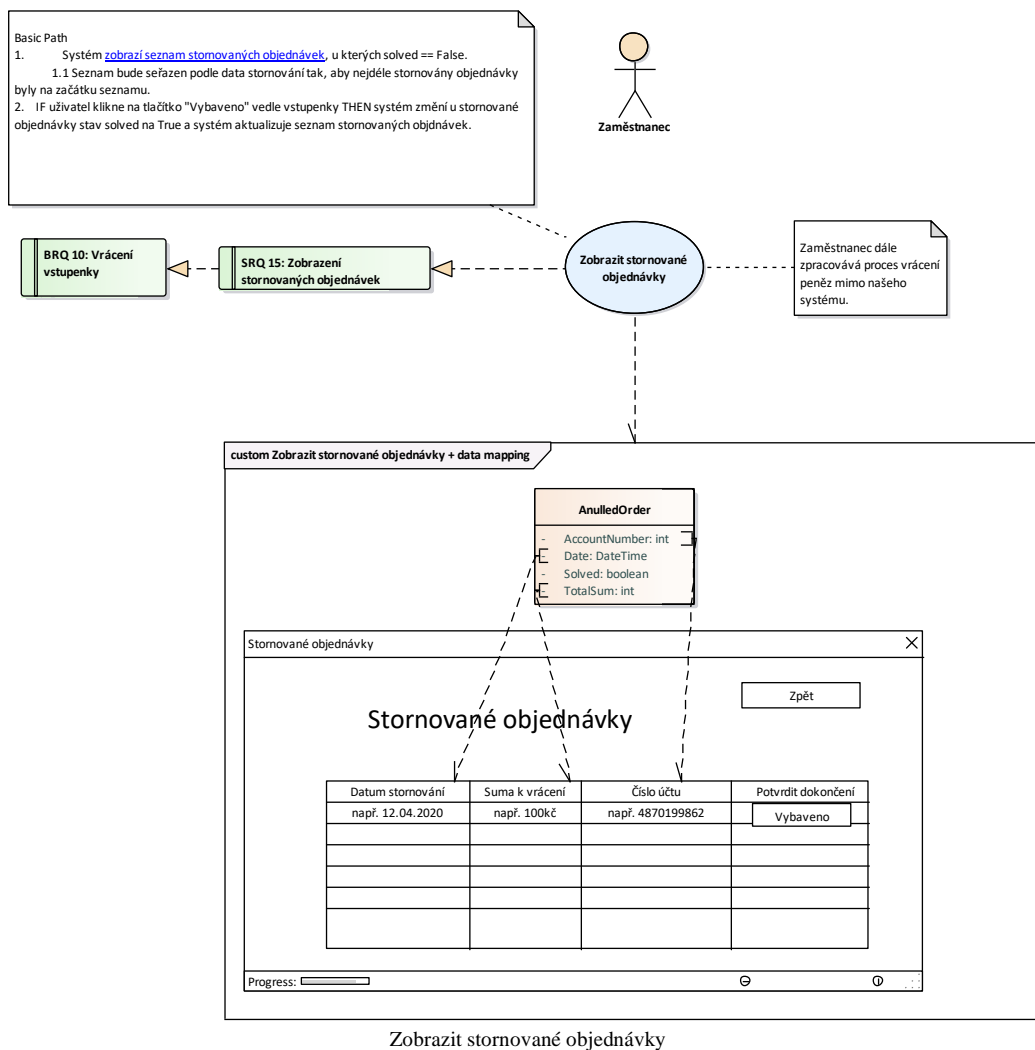 Basic Path
1. Systém zobrazí seznam stornovaných objednávek, u kterých solved == False.
1.1 Seznam bude seřazen podle data stornování tak, aby nejdéle stornovány objednávky
byly na začátku seznamu.
2. IF uživatel klikne na tlačítko "Vybaveno" vedle vstupenky THEN systém změní u stornované
objednávky stav solved na True a systém aktualizuje seznam stornovaných objdnávek.
Zaměstnanec
BRQ 10: Vrácení
vstupenky
SRQ 15: Zobrazení
stornovaných objednávek
Zobrazit stornované
objednávky
Zaměstnanec dále
zpracovává proces vrácení
peněz mimo našeho
systému.
custom Zobrazit stornované objednávky + data mapping
AnulledOrder
- AccountNumber: int
- Date: DateTime
- Solved: boolean
- TotalSum: int
Stornované objednávky
Zpět
Stornované objednávky
Datum stornování Suma k vrácení Číslo účtu Potvrdit dokončení
např. 12.04.2020 např. 100kč např. 4870199862 Vybaveno
Progress:
Zobrazit stornované objednávky